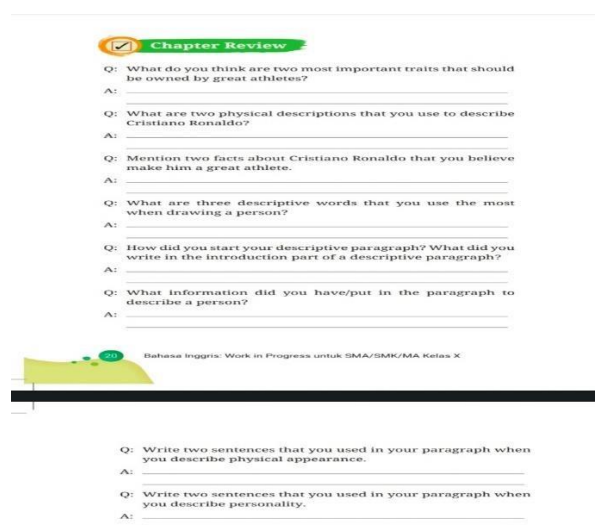 Chapter Review
Q: What do you think are two most important traits that should
be owned by great athletes?
A:
Q: What are two physical descriptions that you use to describe
Cristiano Ronaldo?
A:
Q: Mention two facts about Cristiano Ronaldo that you believe
make him a great athlete.
A:
Q: What are three descriptive words that you use the most
when drawing a person?
A:
Q: How did you start your descriptive paragraph? What did you
write in the introduction part of a descriptive paragraph?
A:
Q: What information did you have/put in the paragraph to
describe a person?
A:
20 Bahasa Inggris: Work in Progress untuk SMA/SMK/MA Kelas X
Q: Write two sentences that you used in your paragraph when
you describe physical appearance.
A:
Q: Write two sentences that you used in your paragraph when
you describe personality.
A: